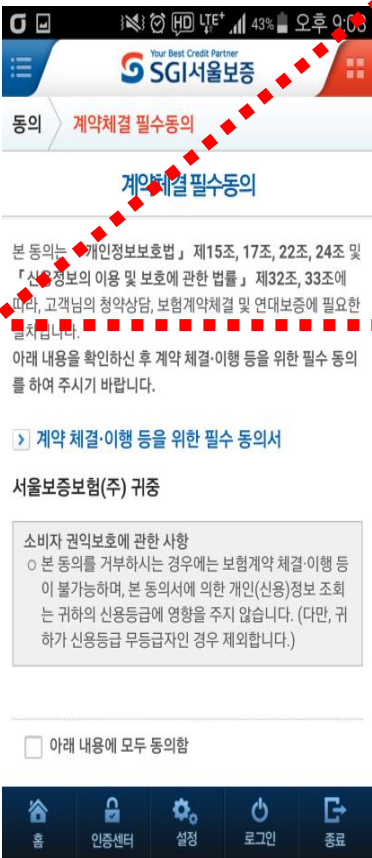 HD LTE+ 43% 오후 9:03
Your Best Credit Partner
SGI서울보증
동의 계약체결 필수동의
계약체결 필수동의
본 동의는 「개인정보보호법」 제15조, 17조, 22조, 24조 및
「신용정보의 이용 및 보호에 관한 법률」 제32조, 33조에
따라, 고객님의 청약상담, 보험계약체결 및 연대보증에 필요한
절차입니다.
아래 내용을 확인하신 후 계약 체결·이행 등을 위한 필수 동의
를 하여 주시기 바랍니다.
계약 체결·이행 등을 위한 필수 동의서
서울보증보험(주) 귀중
소비자 권익보호에 관한 사항
○ 본 동의를 거부하시는 경우에는 보험계약 체결·이행 등
이 불가능하며, 본 동의서에 의한 개인(신용)정보 조회
는 귀하의 신용등급에 영향을 주지 않습니다. (다만, 귀
하가 신용등급 무등급자인 경우 제외합니다.)
아래 내용에 모두 동의함
홈 인증센터 설정 로그인 종료